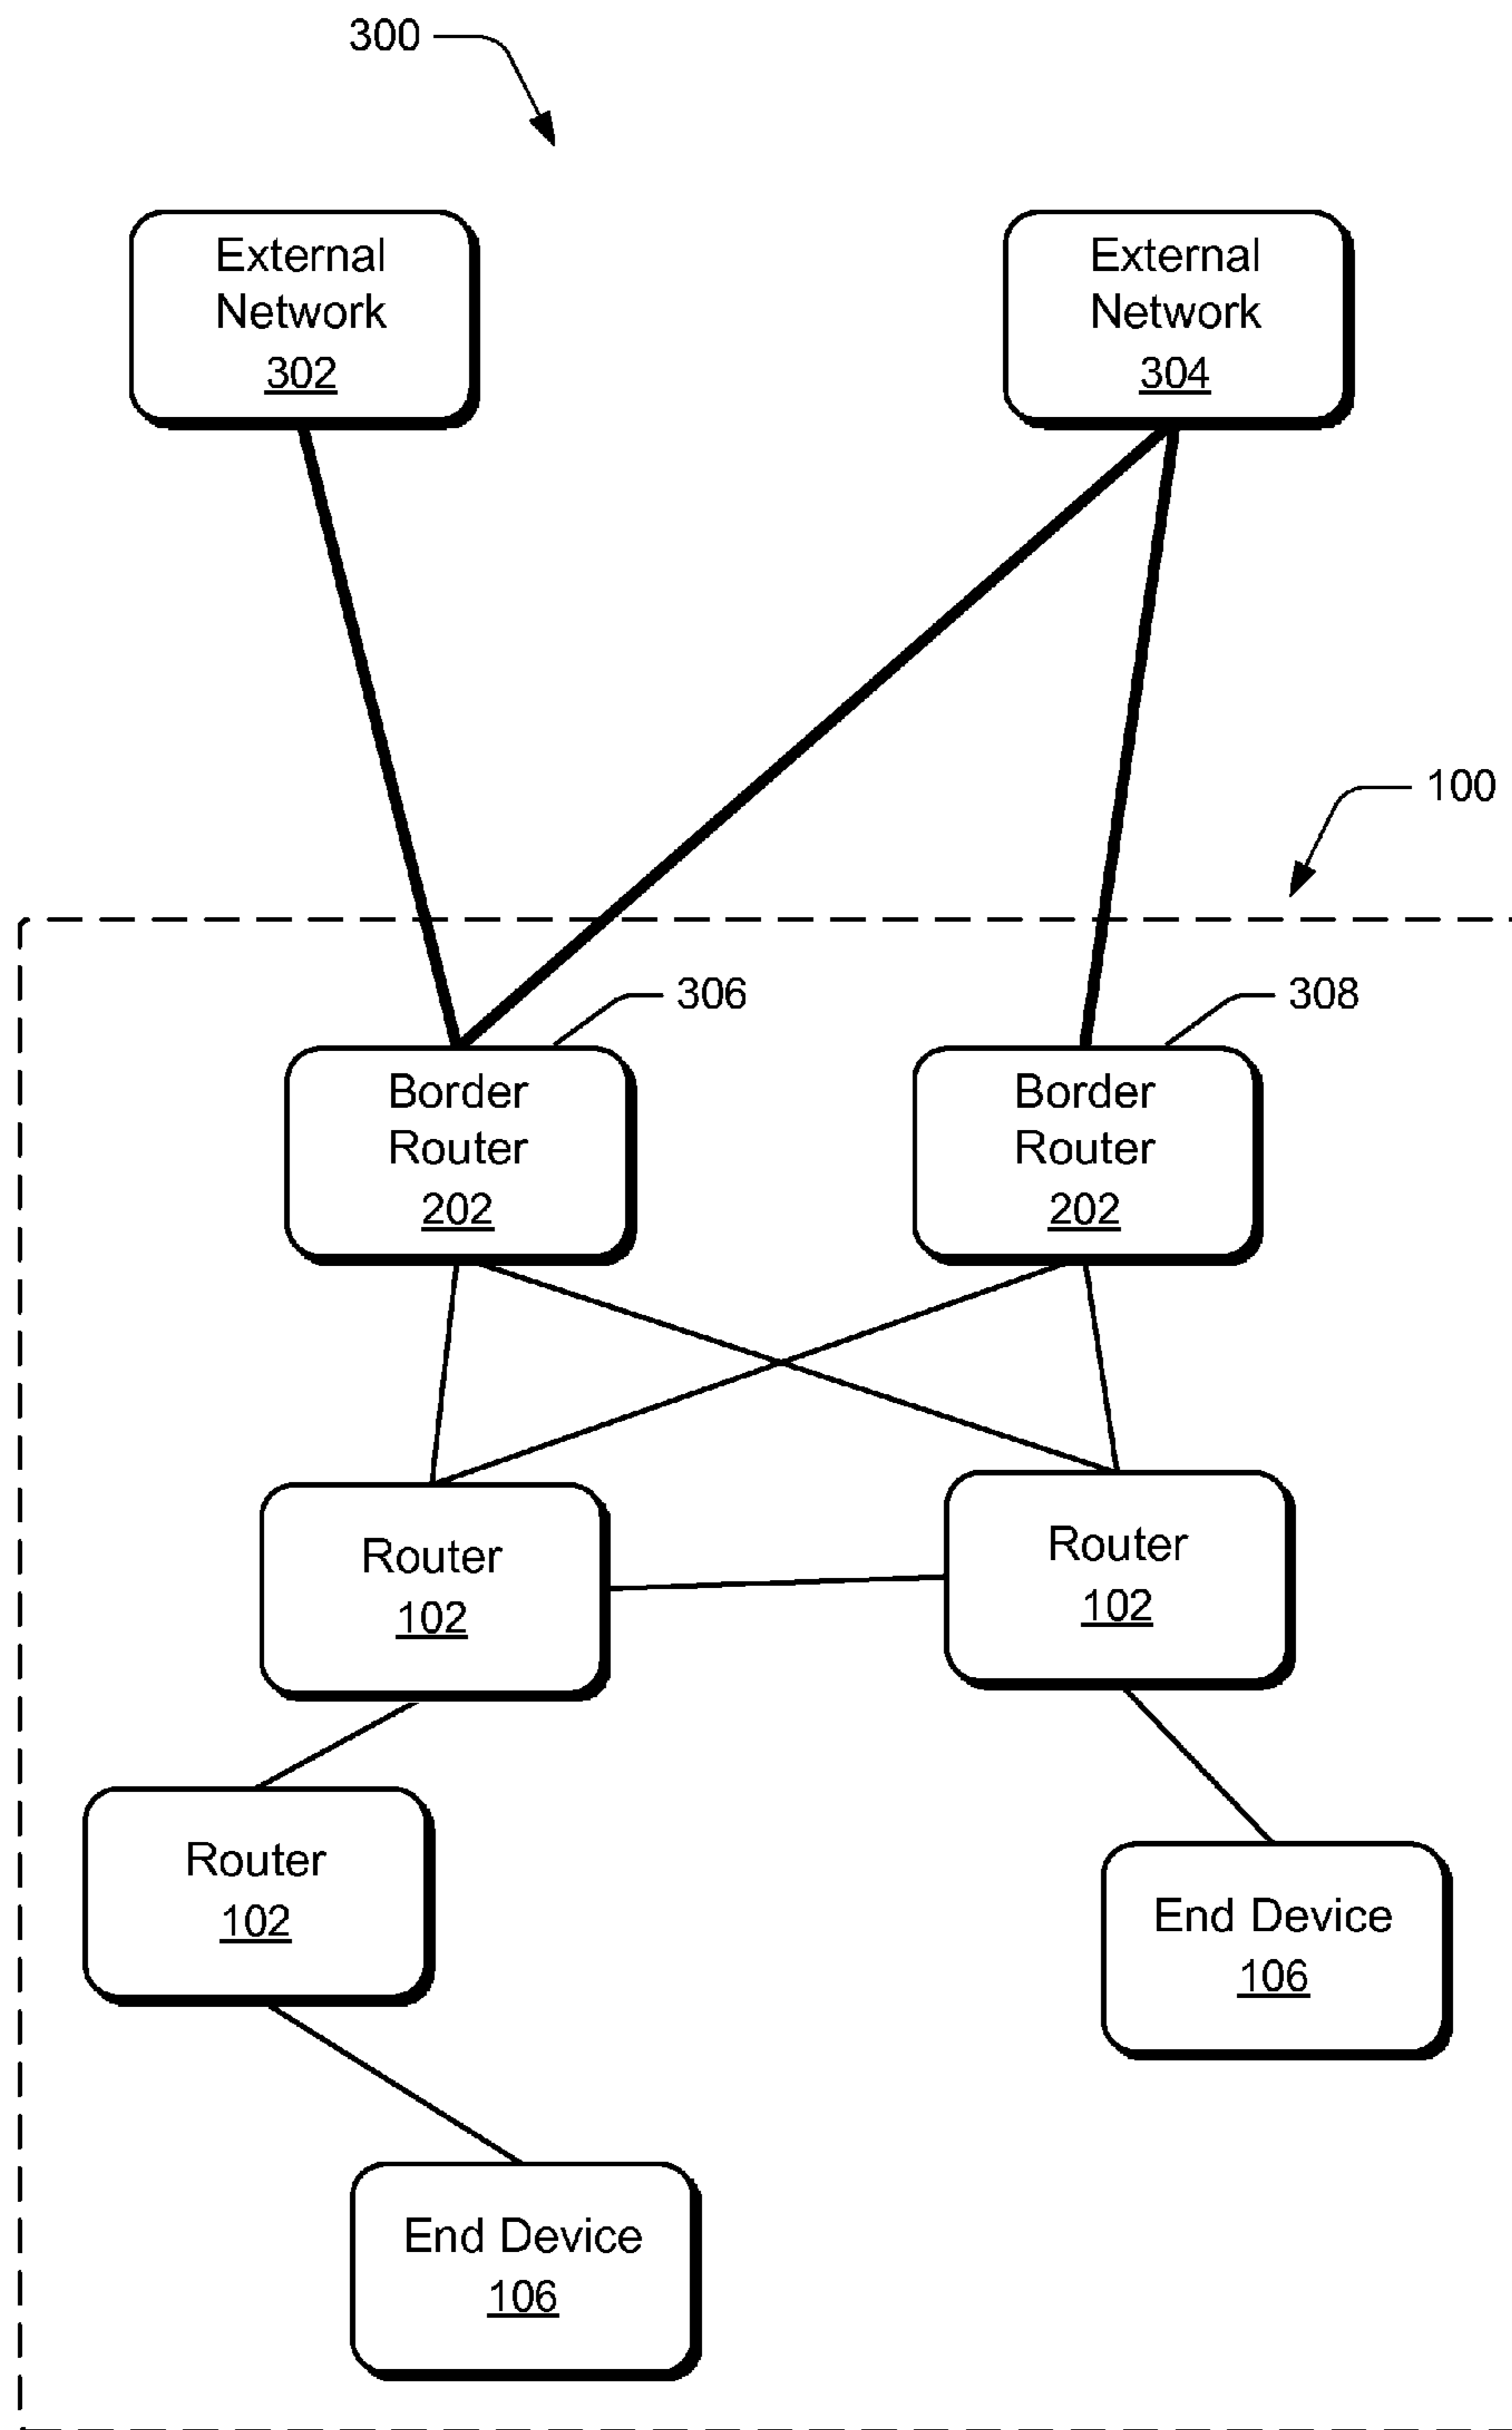 300
External
Network
302
External
Network
304
100
306
308
Border
Router
202
Border
Router
202
Router
102
Router
102
Router
102
End Device
106
End Device
106